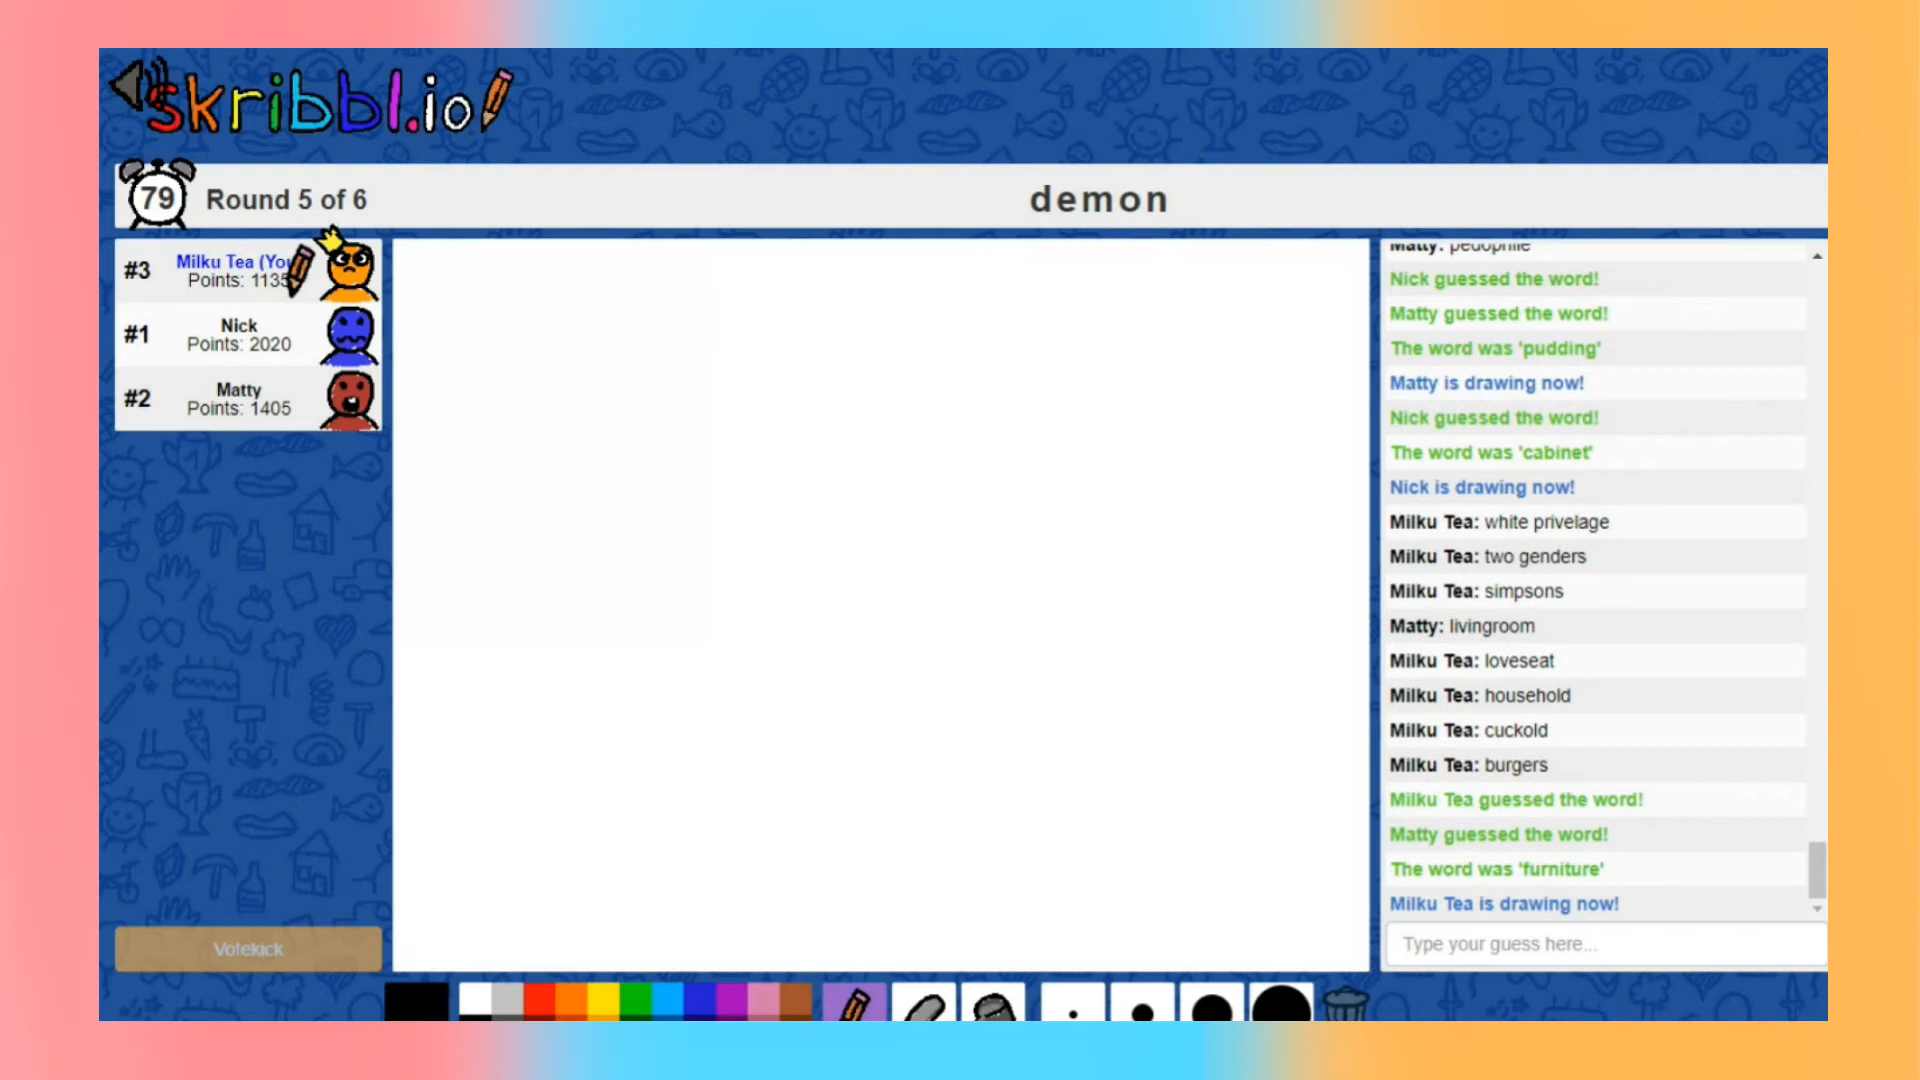 skribbl.io
79 Round 5 of 6
demon
#3 Milku Tea (You
Points: 1135
#1 Nick
Points: 2020
#2 Matty
Points: 1405
Votekick
Matty: pedophile
Nick guessed the word!
Matty guessed the word!
The word was 'pudding'
Matty is drawing now!
Nick guessed the word!
The word was 'cabinet'
Nick is drawing now!
Milku Tea: white privelage
Milku Tea: two genders
Milku Tea: simpsons
Matty: livingroom
Milku Tea: loveseat
Milku Tea: household
Milku Tea: cuckold
Milku Tea: burgers
Milku Tea guessed the word!
Matty guessed the word!
The word was 'furniture'
Milku Tea is drawing now!
Type your guess here...